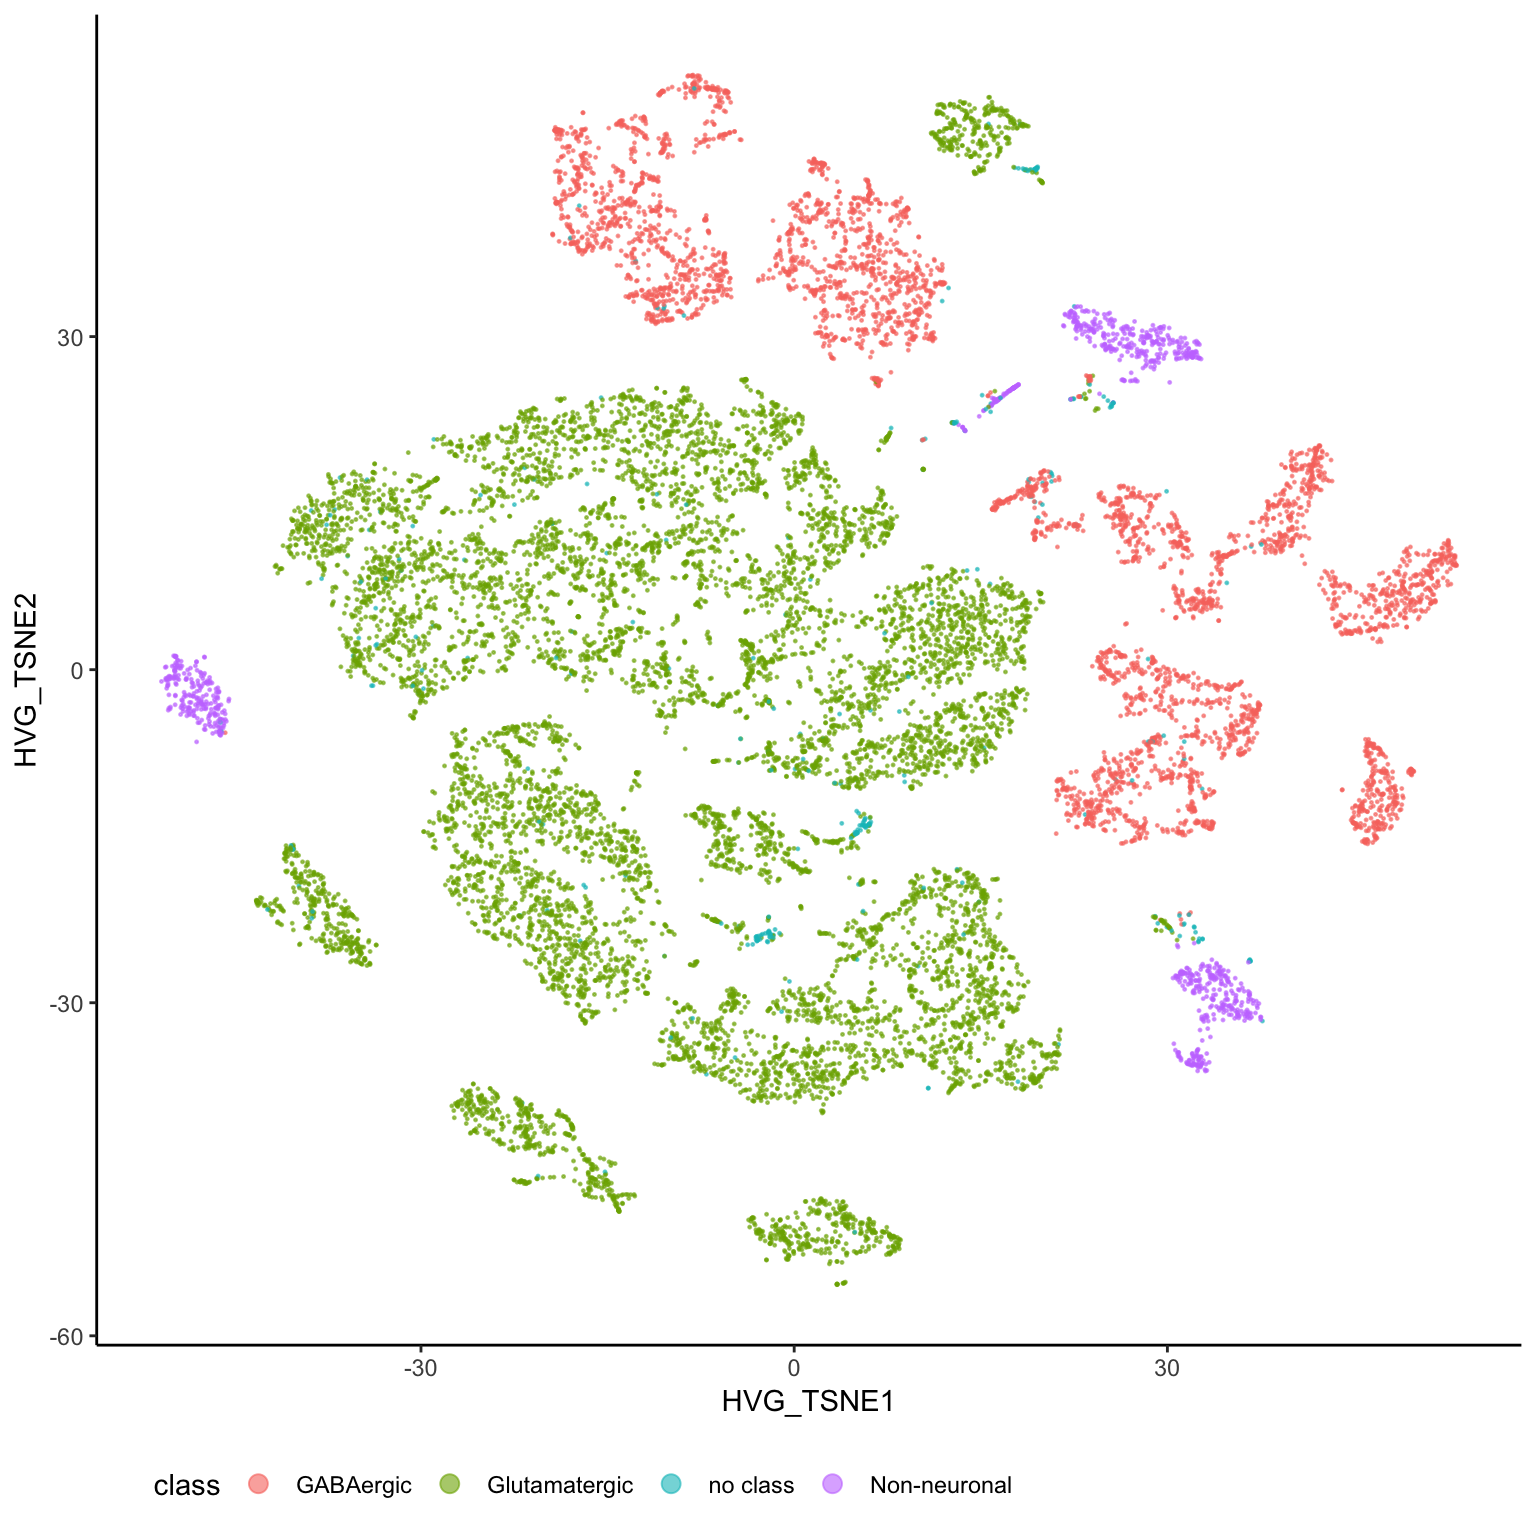 HVG_TSNE2
30
0
-30
-60
-30 0 30
HVG_TSNE1
class GABAergic Glutamatergic no class Non-neuronal